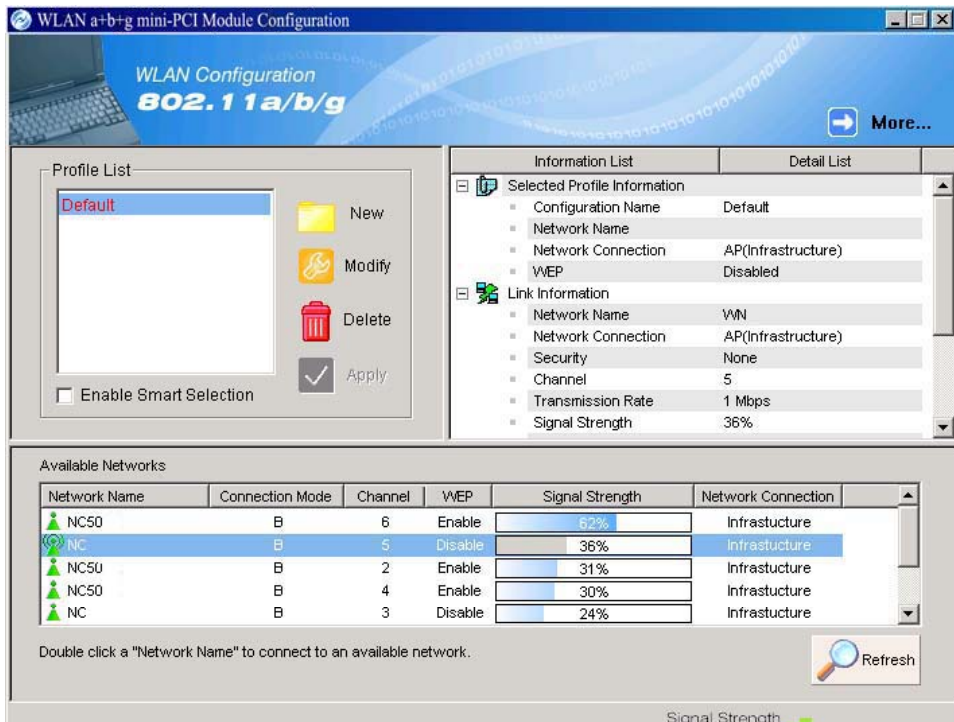 WLAN a+b+g mini-PCI Module Configuration
WLAN Configuration
802.11a/b/g
More...
Profile List
Default
New
Modify
Delete
Apply
Enable Smart Selection
Information List Detail List
Selected Profile Information
Configuration Name Default
Network Name
Network Connection AP(Infrastructure)
WEP Disabled
Link Information
Network Name WN
Network Connection AP(Infrastructure)
Security None
Channel 5
Transmission Rate 1 Mbps
Signal Strength 36%
Available Networks
Network Name Connection Mode Channel WEP Signal Strength Network Connection
NC50 B 6 Enable 62% Infrastucture
NC B 5 Disable 36% Infrastucture
NC50 B 2 Enable 31% Infrastucture
NC50 B 4 Enable 30% Infrastucture
NC B 3 Disable 24% Infrastucture
Double click a "Network Name" to connect to an available network.
Refresh
Signal Strength